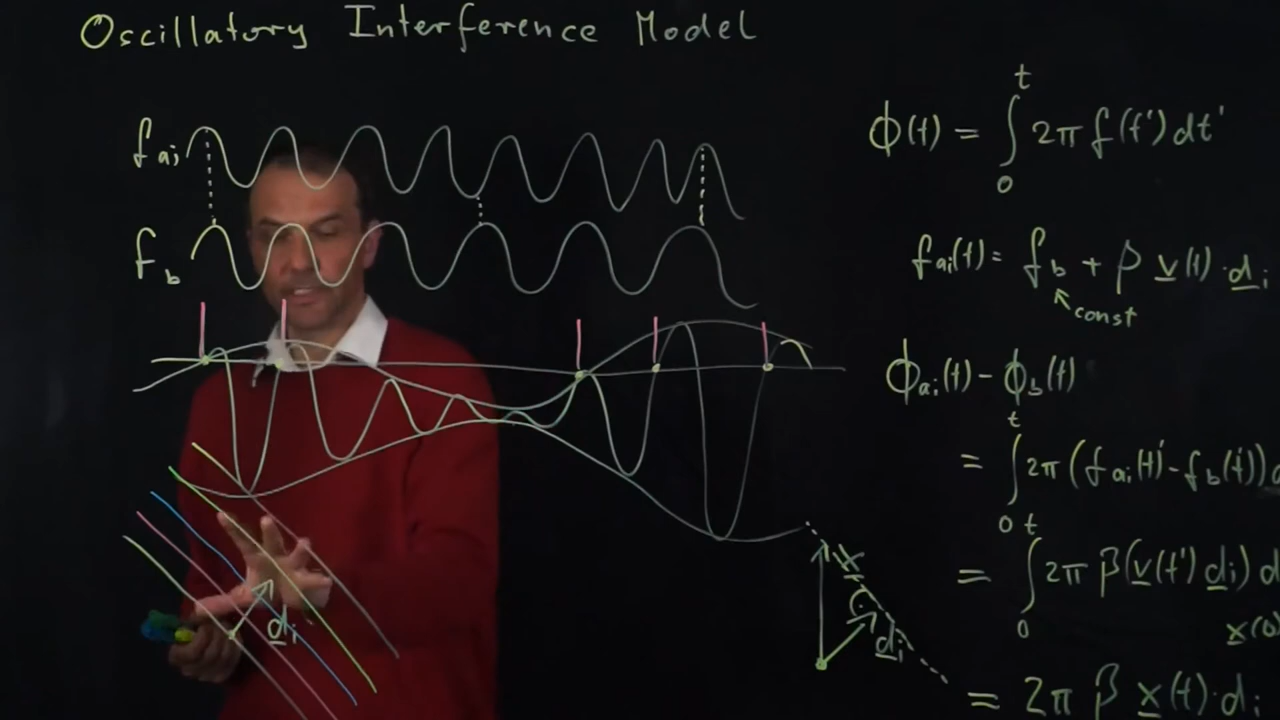 Oscillatory Interference Model
f_ai
f_b
d_i
x
d_i
ϕ(t) = ∫_0^t 2π f(t') dt'
f_ai(t) = f_b + β v(t) · d_i
const
ϕ_ai(t) - ϕ_b(t)
= ∫_0^t 2π (f_ai(t') - f_b(t')) d
= ∫_0^t 2π β (v(t') d_i) d
x(0)
= 2π β x(t) · d_i